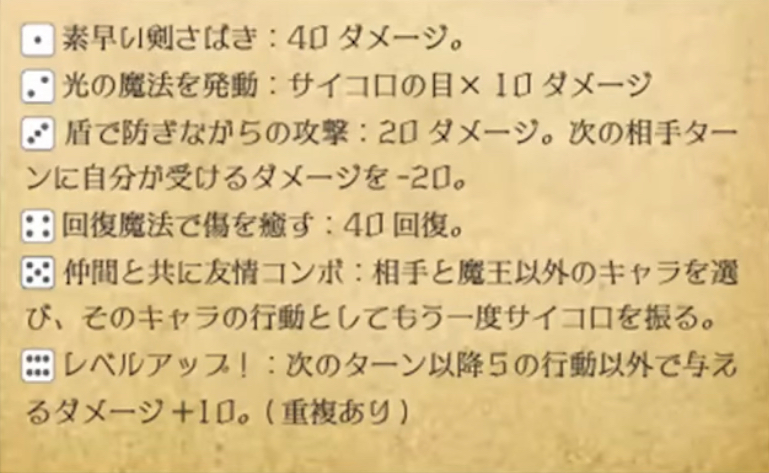 ⚀ 素早い剣さばき：40 ダメージ。
⚁ 光の魔法を発動：サイコロの目× 10 ダメージ
⚂ 盾で防ぎながらの攻撃：20 ダメージ。次の相手ター
ンに自分が受けるダメージを -20。
⚃ 回復魔法で傷を癒す：40 回復。
⚄ 仲間と共に友情コンボ：相手と魔王以外のキャラを選
び、そのキャラの行動としてもう一度サイコロを振る。
⚅ レベルアップ！：次のターン以降5の行動以外で与え
るダメージ +10。(重複あり)